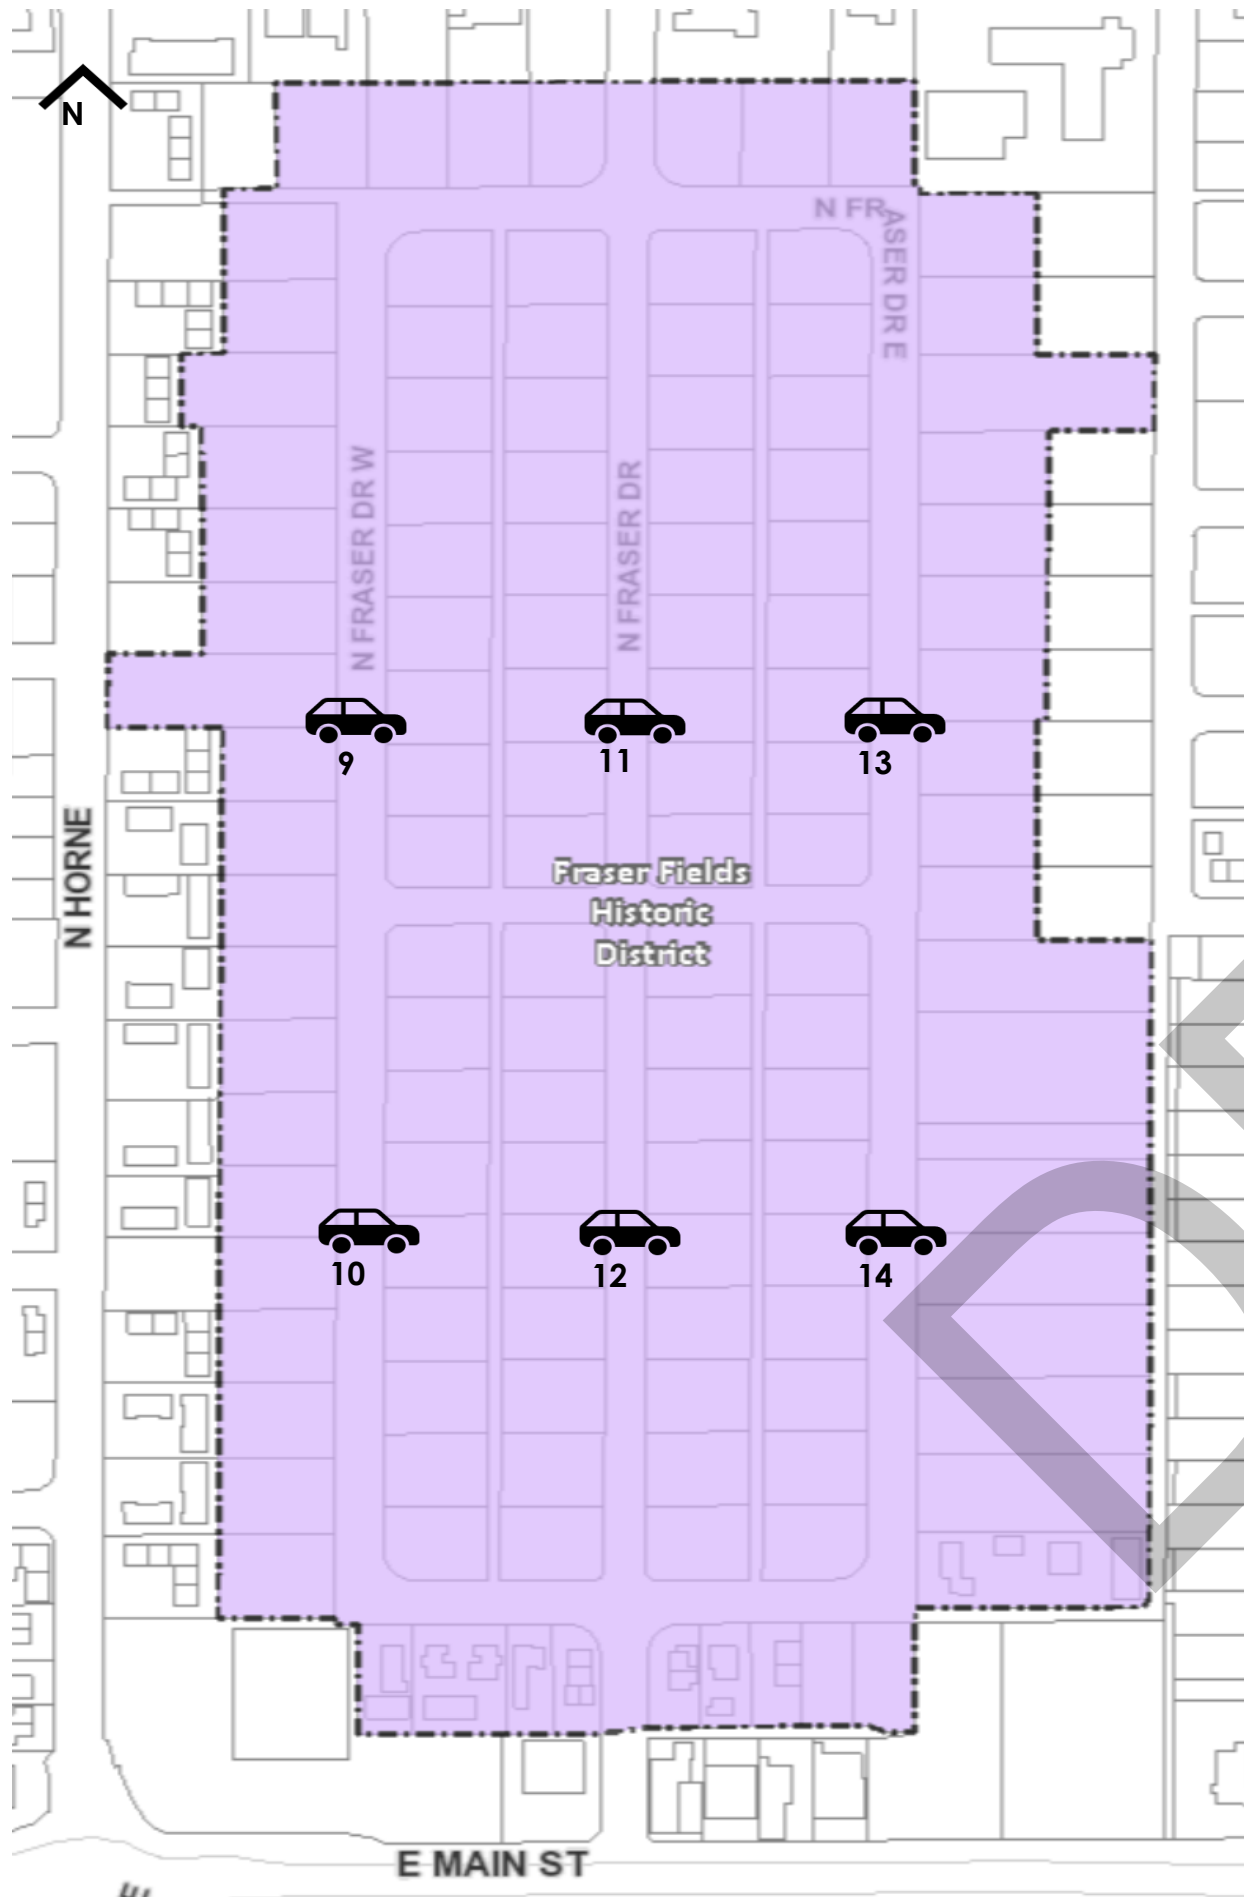 N
N FRASER DR E
N FRASER DR W
N FRASER DR
9
11
13
N HORNE
Fraser Fields
Historic
District
10
12
14
E MAIN ST